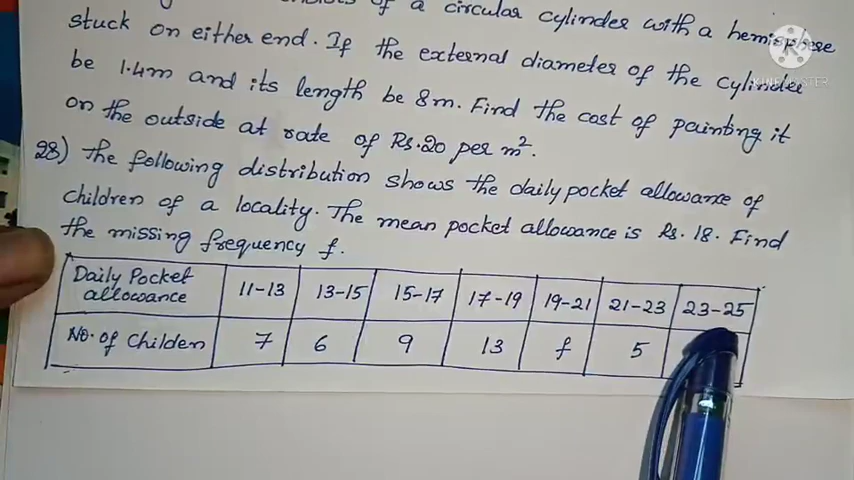 of a circular cylinder with a hemisphere
stuck on either end. If the external diameter of the cylinder
be 1.4m and its length be 8m. Find the cost of painting it
on the outside at rate of Rs.20 per m².
28) The following distribution shows the daily pocket allowance of
children of a locality. The mean pocket allowance is Rs. 18. Find
the missing frequency f.
Daily Pocket allowance 11-13 13-15 15-17 17-19 19-21 21-23 23-25
No. of Childen 7 6 9 13 f 5
KINEMASTER